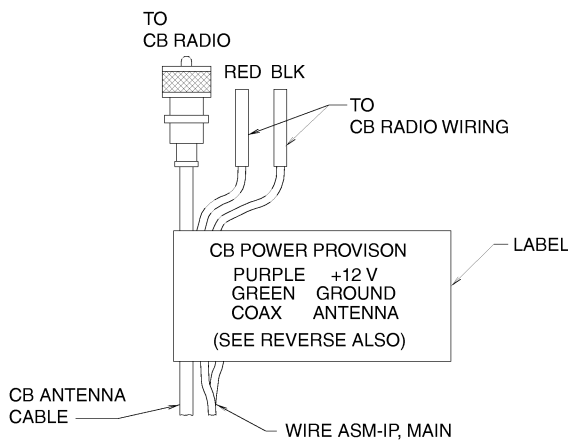 TO
CB RADIO
RED BLK
TO
CB RADIO WIRING
CB POWER PROVISON
PURPLE +12 V
GREEN GROUND
COAX ANTENNA
(SEE REVERSE ALSO)
LABEL
CB ANTENNA
CABLE
WIRE ASM-IP, MAIN